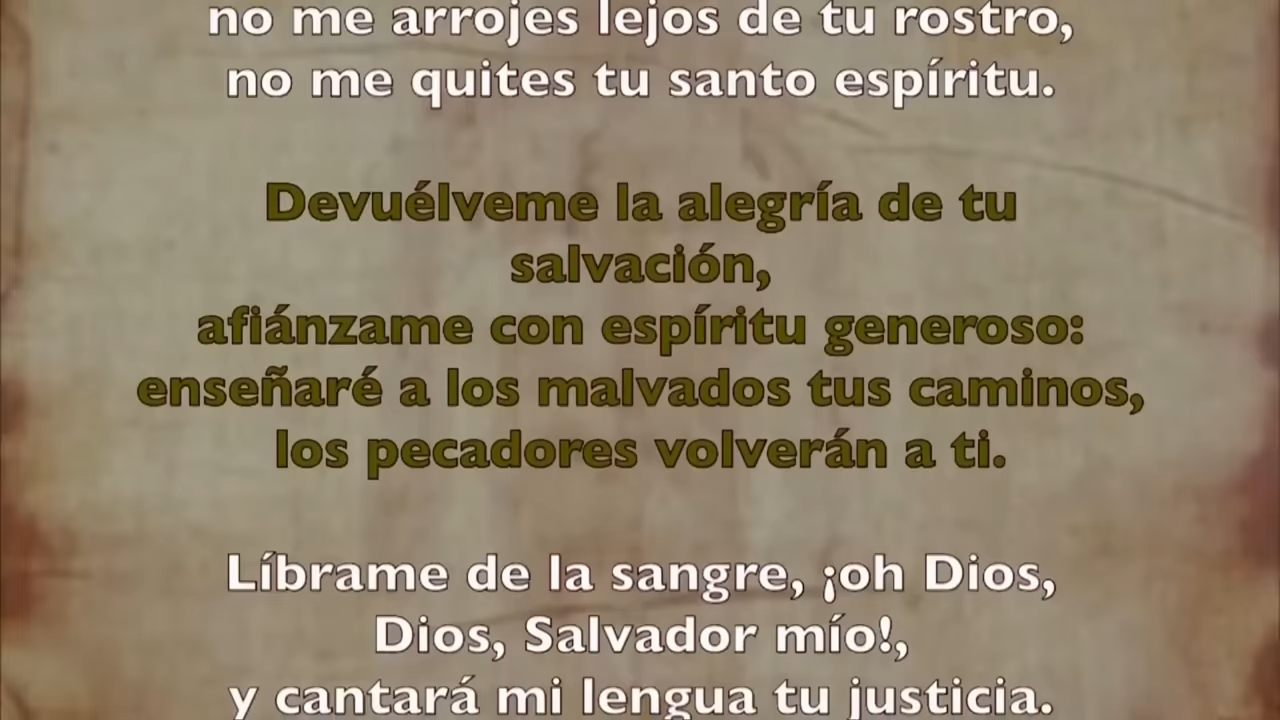 no me arrojes lejos de tu rostro,
no me quites tu santo espíritu.
Devuélveme la alegría de tu
salvación,
afiánzame con espíritu generoso:
enseñaré a los malvados tus caminos,
los pecadores volverán a ti.
Líbrame de la sangre, ¡oh Dios,
Dios, Salvador mío!,
y cantará mi lengua tu justicia.